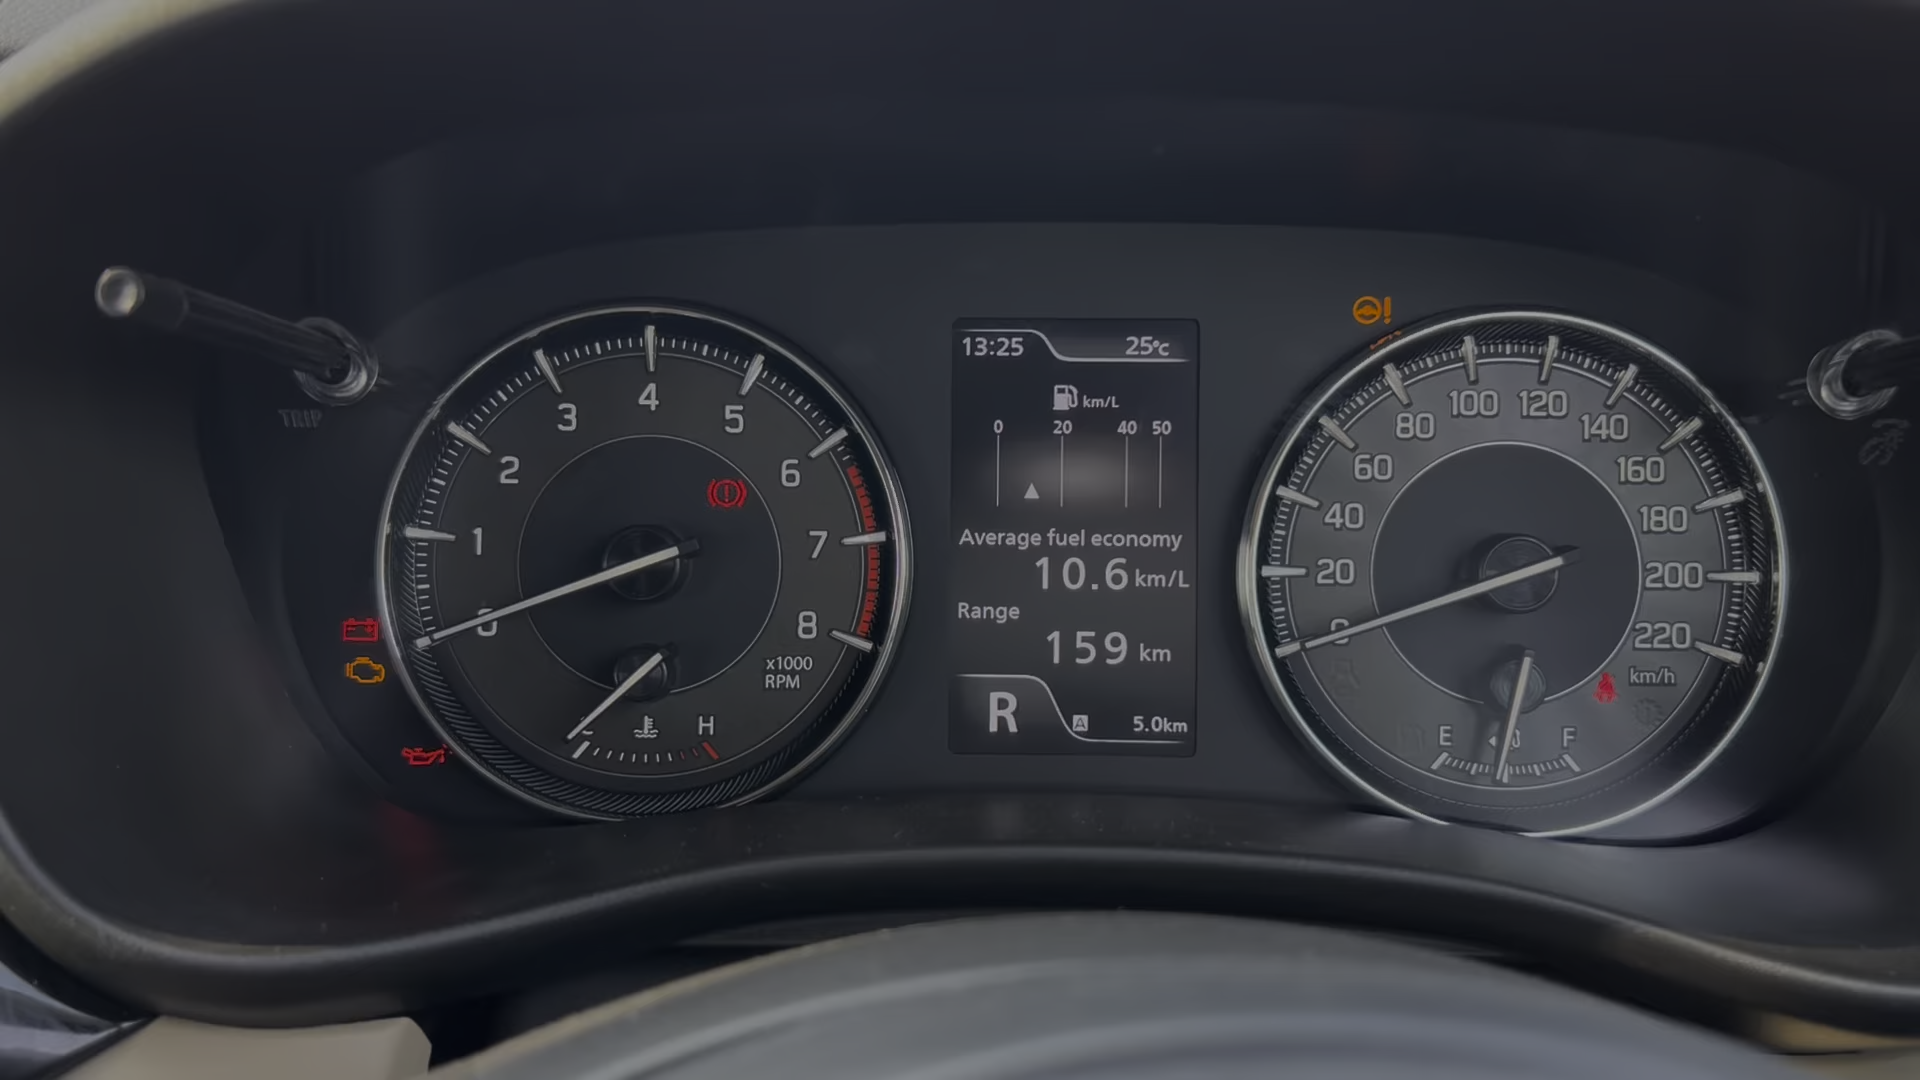 TRIP
0
1
2
3
4
5
6
7
8
x1000
RPM
H
13:25 25°C
km/L
0 20 40 50
Average fuel economy
10.6 km/L
Range
159 km
R
A 5.0km
0
20
40
60
80
100
120
140
160
180
200
220
km/h
E F